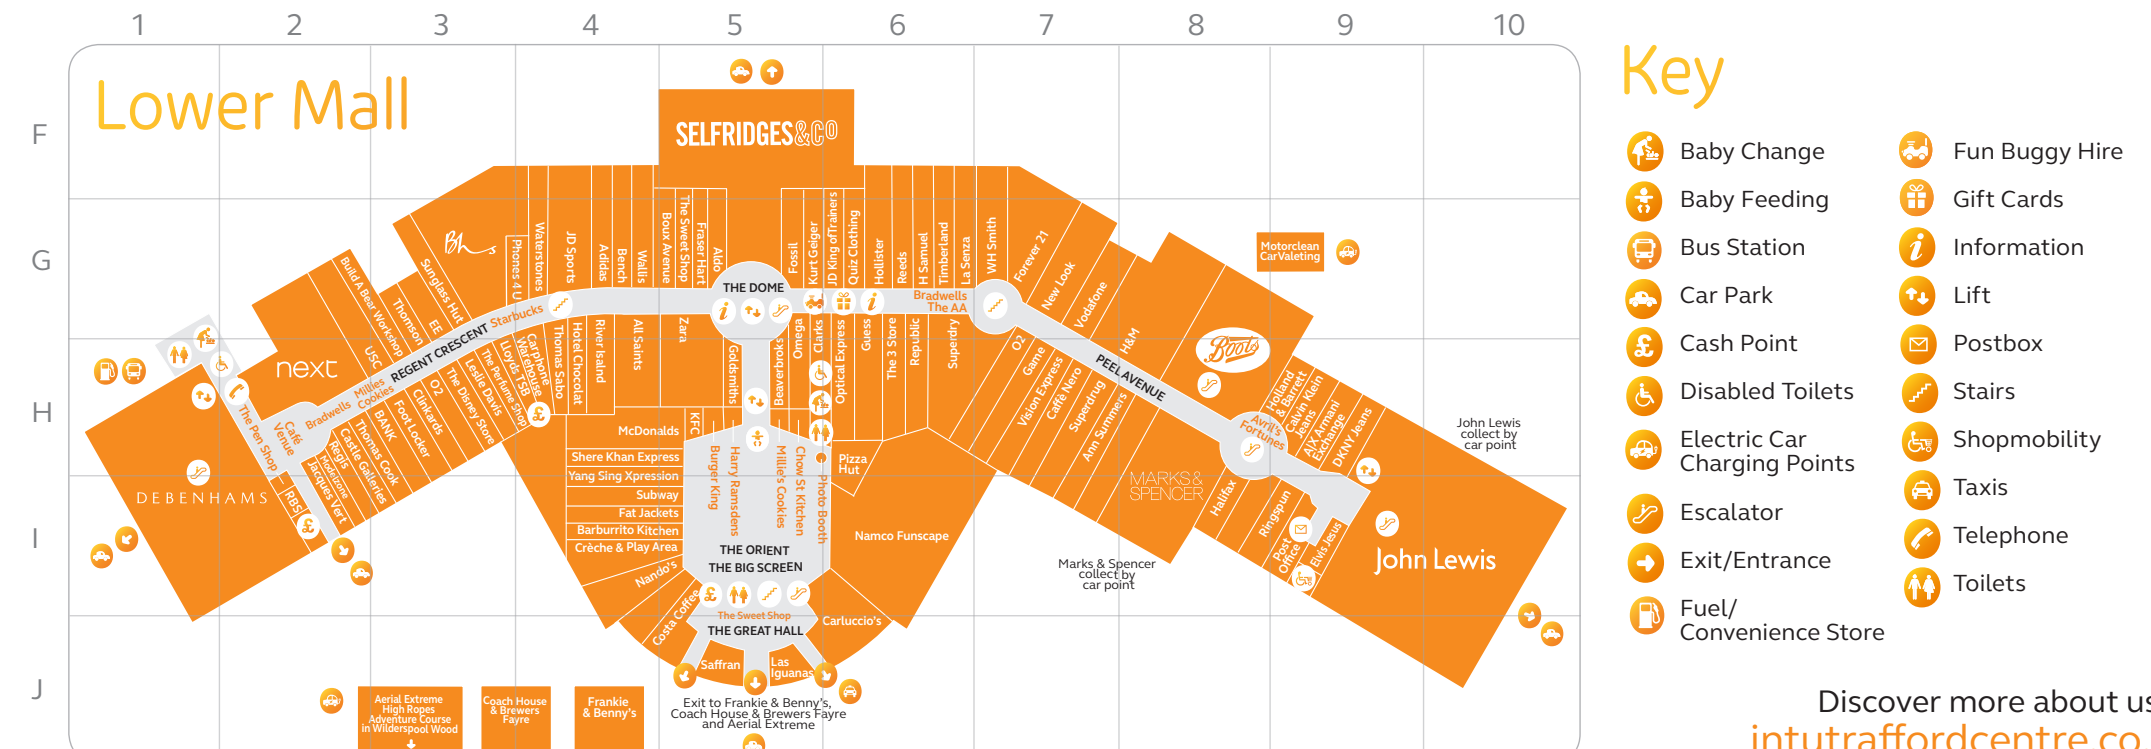 1 2 3 4 5 6 7 8 9 10
Lower Mall
F
G
H
I
J
SELFRIDGES&CO
Bhs
Phones 4 U
Waterstones
JD Sports
Adidas
Bench
Wallis
Boux Avenue
The Sweet Shop
Fraser Hart
Aldo
THE DOME
Fossil
Kurt Geiger
JD King of Trainers
Quiz Clothing
Hollister
Reeds
H Samuel
Timberland
La Senza
WH Smith
Forever 21
New Look
Vodafone
H&M
Boots
Motorclean
Car Valeting
Build A Bear Workshop
Thomson
EE
Sunglass Hut
USC
next
REGENT CRESCENT
Starbucks
Bradwells
The AA
PEEL AVENUE
Bradwells
Millies
Cookies
Café
Venue
The Pen Shop
DEBENHAMS
RBS
Jacques Vert
Modelzone
Regis
Castle Galleries
Thomas Cook
BANK
Foot Locker
Clinkards
O2
The Disney Store
Leslie Davis
The Perfume Shop
Lloyds TSB
Carphone
Warehouse
Thomas Sabo
Hotel Chocolat
River Island
All Saints
Zara
Goldsmiths
Beaverbrooks
Omega
Clarks
Optical Express
Guess
The 3 Store
Republic
Superdry
O2
Game
Vision Express
Caffè Nero
Superdrug
Ann Summers
MARKS &
SPENCER
Avril's
Fortunes
Holland
& Barrett
Calvin Klein
Jeans
A|X Armani
Exchange
DKNY Jeans
Halifax
Ringspun
Post
Office
Elvis Jesus
John Lewis
John Lewis
collect by
car point
Marks & Spencer
collect by
car point
McDonalds
KFC
Shere Khan Express
Yang Sing Xpression
Subway
Fat Jackets
Barburrito Kitchen
Crèche & Play Area
Nando's
Costa Coffee
Burger King
Harry Ramsdens
Millie's Cookies
Chow St Kitchen
Photo Booth
Pizza
Hut
Namco Funscape
THE ORIENT
THE BIG SCREEN
The Sweet Shop
THE GREAT HALL
Carluccio's
Saffran
Las
Iguanas
Exit to Frankie & Benny's,
Coach House & Brewers Fayre
and Aerial Extreme
Aerial Extreme
High Ropes
Adventure Course
in Wilderspool Wood
Coach House
& Brewers
Fayre
Frankie
& Benny's
Key
Baby Change
Baby Feeding
Bus Station
Car Park
Cash Point
Disabled Toilets
Electric Car
Charging Points
Escalator
Exit/Entrance
Fuel/
Convenience Store
Fun Buggy Hire
Gift Cards
Information
Lift
Postbox
Stairs
Shopmobility
Taxis
Telephone
Toilets
Discover more about us
intutraffordcentre.co